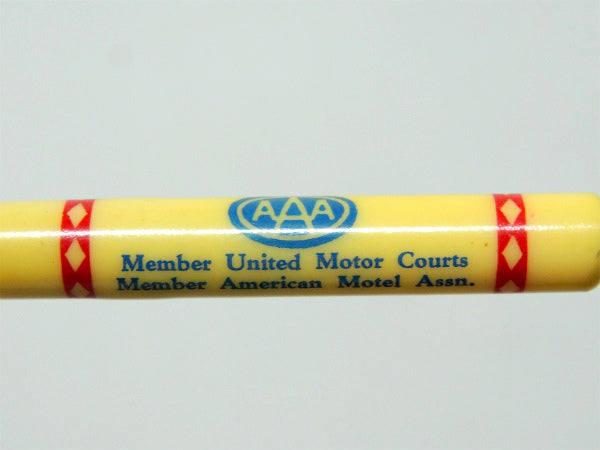 AAA
Member United Motor Courts
Member American Motel Assn.